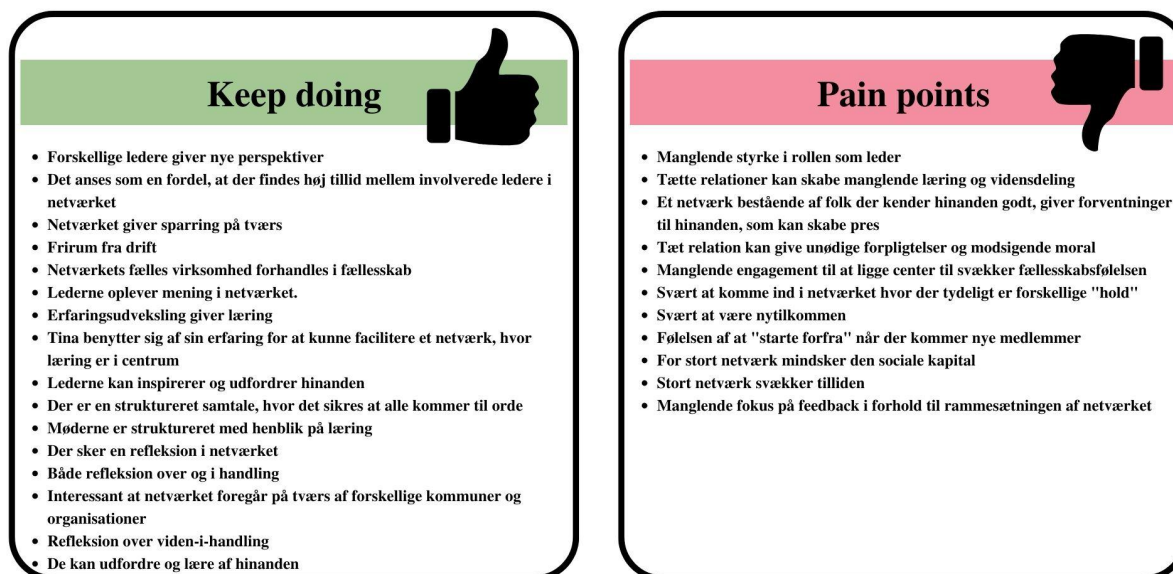 Keep doing
• Forskellige ledere giver nye perspektiver
• Det anses som en fordel, at der findes høj tillid mellem involverede ledere i
netværket
• Netværket giver sparring på tværs
• Frirum fra drift
• Netværkets fælles virksomhed forhandles i fællesskab
• Lederne oplever mening i netværket.
• Erfaringsudveksling giver læring
• Tina benytter sig af sin erfaring for at kunne facilitere et netværk, hvor
læring er i centrum
• Lederne kan inspirerer og udfordrer hinanden
• Der er en struktureret samtale, hvor det sikres at alle kommer til orde
• Møderne er struktureret med henblik på læring
• Der sker en refleksion i netværket
• Både refleksion over og i handling
• Interessant at netværket foregår på tværs af forskellige kommuner og
organisationer
• Refleksion over viden-i-handling
• De kan udfordre og lære af hinanden
Pain points
• Manglende styrke i rollen som leder
• Tætte relationer kan skabe manglende læring og vidensdeling
• Et netværk bestående af folk der kender hinanden godt, giver forventninger
til hinanden, som kan skabe pres
• Tæt relation kan give unødige forpligtelser og modsigende moral
• Manglende engagement til at ligge center til svækker fællesskabsfølelsen
• Svært at komme ind i netværket hvor der tydeligt er forskellige "hold"
• Svært at være nytilkommen
• Følelsen af at "starte forfra" når der kommer nye medlemmer
• For stort netværk mindsker den sociale kapital
• Stort netværk svækker tilliden
• Manglende fokus på feedback i forhold til rammesætningen af netværket